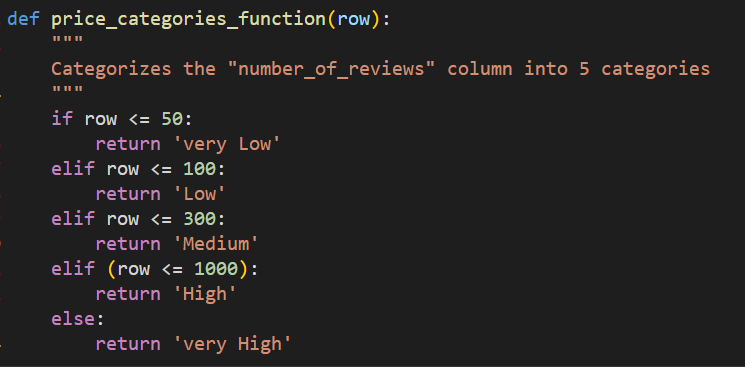 def price_categories_function(row):
    """
    Categorizes the "number_of_reviews" column into 5 categories
    """
    if row <= 50:
        return 'very Low'
    elif row <= 100:
        return 'Low'
    elif row <= 300:
        return 'Medium'
    elif (row <= 1000):
        return 'High'
    else:
        return 'very High'